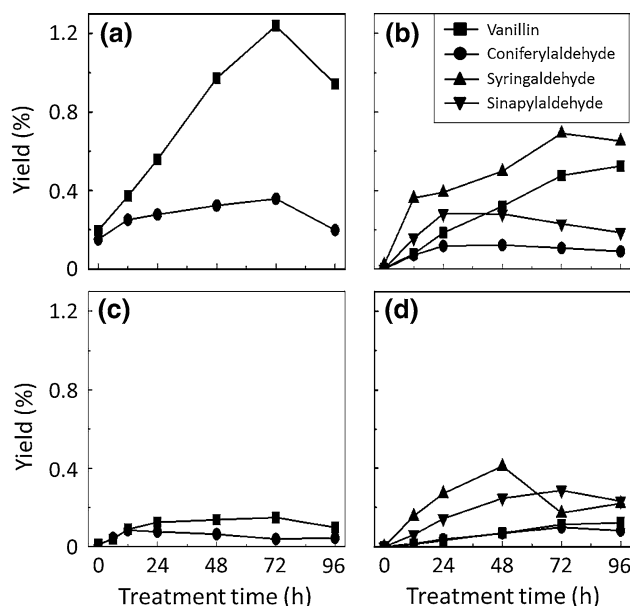 (a)
1.2
0.8
0.4
0
Yield (%)
(b)
Vanillin
Coniferylaldehyde
Syringaldehyde
Sinapylaldehyde
(c)
1.2
0.8
0.4
0
Yield (%)
0 24 48 72 96
Treatment time (h)
(d)
0 24 48 72 96
Treatment time (h)